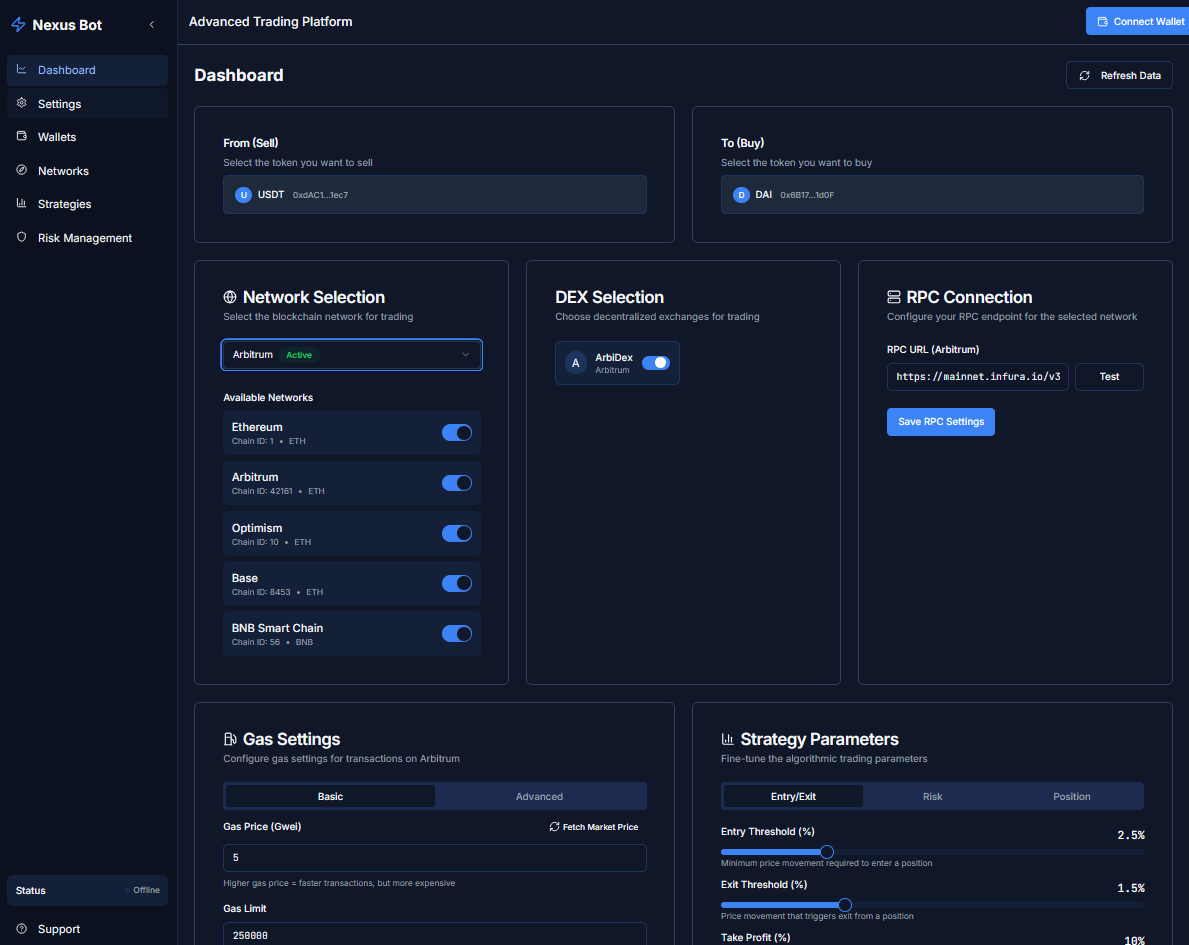 Nexus Bot
Advanced Trading Platform
Connect Wallet
Dashboard
Settings
Wallets
Networks
Strategies
Risk Management
Status
Offline
Support
Dashboard
Refresh Data
From (Sell)
Select the token you want to sell
U USDT 0xdAC1...1ec7
To (Buy)
Select the token you want to buy
D DAI 0x6B17...1d0F
Network Selection
Select the blockchain network for trading
Arbitrum Active
Available Networks
Ethereum
Chain ID: 1 • ETH
Arbitrum
Chain ID: 42161 • ETH
Optimism
Chain ID: 10 • ETH
Base
Chain ID: 8453 • ETH
BNB Smart Chain
Chain ID: 56 • BNB
DEX Selection
Choose decentralized exchanges for trading
A ArbiDex
Arbitrum
RPC Connection
Configure your RPC endpoint for the selected network
RPC URL (Arbitrum)
https://mainnet.infura.io/v3
Test
Save RPC Settings
Gas Settings
Configure gas settings for transactions on Arbitrum
Basic Advanced
Gas Price (Gwei)
Fetch Market Price
5
Higher gas price = faster transactions, but more expensive
Gas Limit
250000
Strategy Parameters
Fine-tune the algorithmic trading parameters
Entry/Exit Risk Position
Entry Threshold (%)
2.5%
Minimum price movement required to enter a position
Exit Threshold (%)
1.5%
Price movement that triggers exit from a position
Take Profit (%)
10%